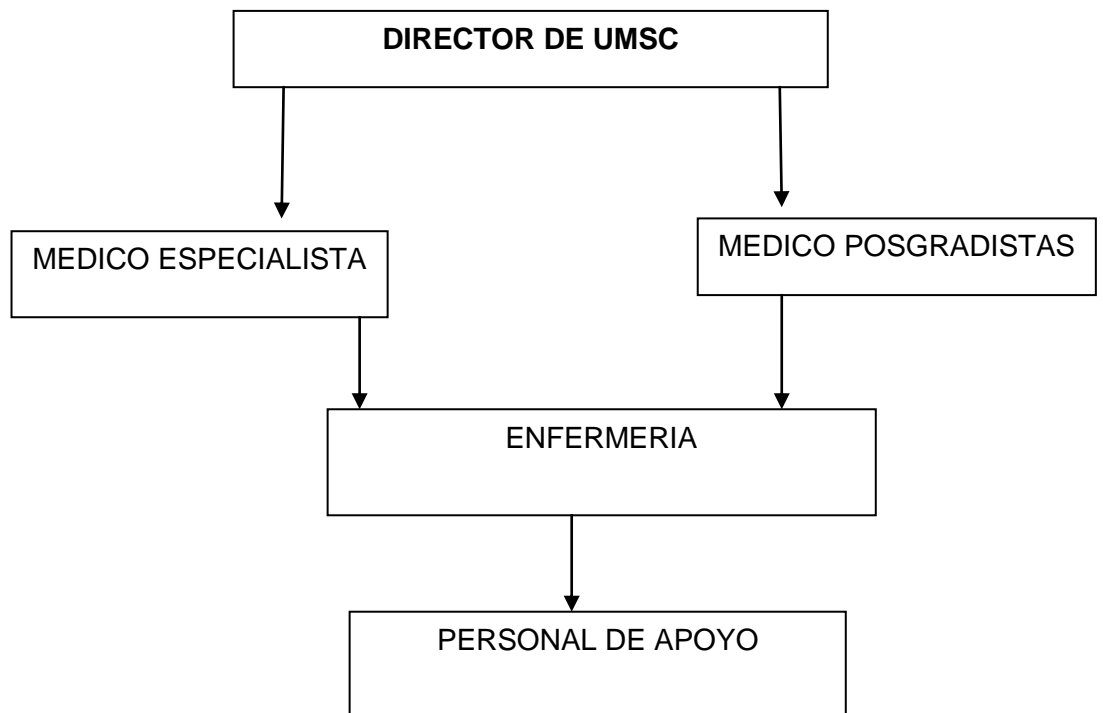 DIRECTOR DE UMSC
MEDICO ESPECIALISTA
MEDICO POSGRADISTAS
ENFERMERIA
PERSONAL DE APOYO